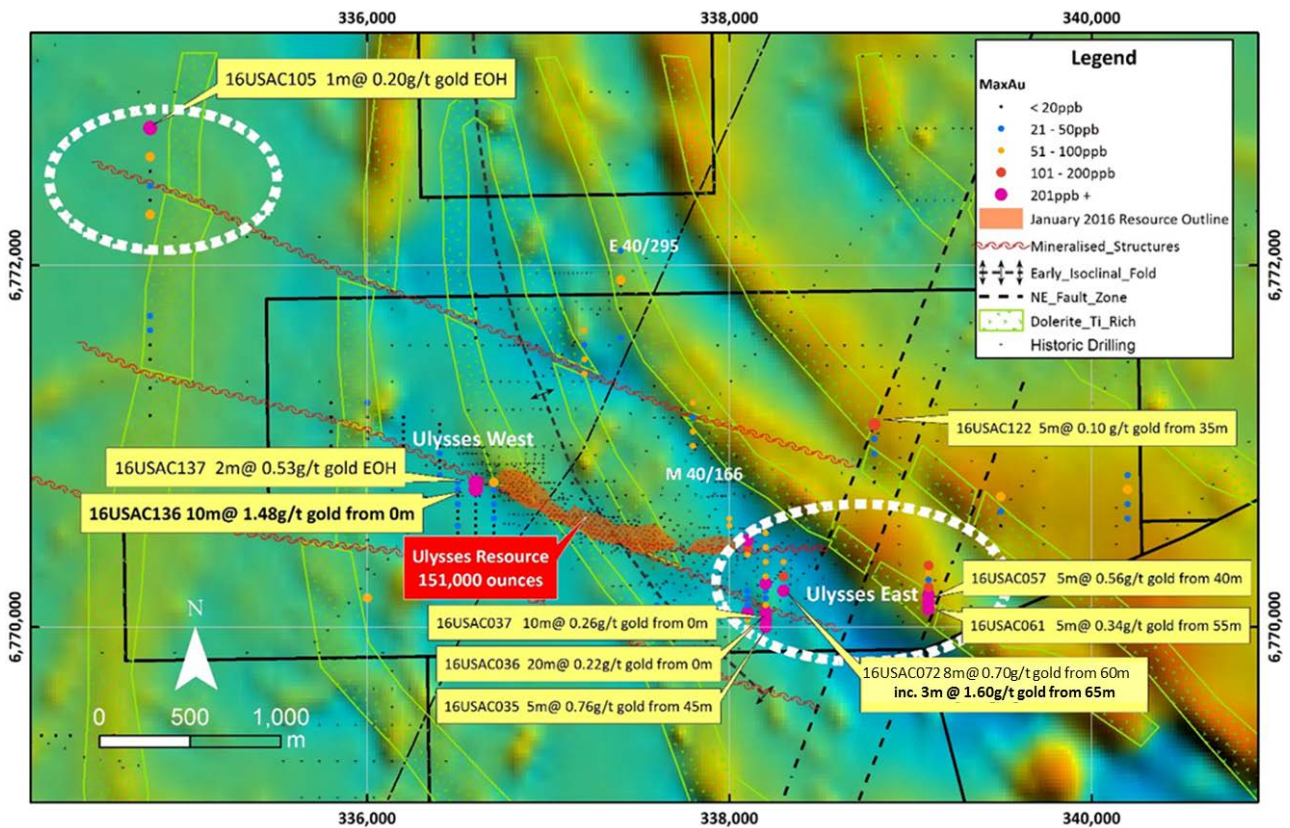 336,000
338,000
340,000
16USAC105 1m@ 0.20g/t gold EOH
Legend
MaxAu
< 20ppb
21 - 50ppb
51 - 100ppb
101 - 200ppb
201ppb +
January 2016 Resource Outline
Mineralised_Structures
Early_Isoclinal_Fold
NE_Fault_Zone
Dolerite_Ti_Rich
Historic Drilling
6,772,000
E 40/295
6,772,000
16USAC122 5m@ 0.10 g/t gold from 35m
Ulysses West
M 40/166
16USAC137 2m@ 0.53g/t gold EOH
16USAC136 10m@ 1.48g/t gold from 0m
Ulysses Resource
151,000 ounces
Ulysses East
16USAC057 5m@ 0.56g/t gold from 40m
16USAC061 5m@ 0.34g/t gold from 55m
6,770,000
6,770,000
16USAC037 10m@ 0.26g/t gold from 0m
16USAC036 20m@ 0.22g/t gold from 0m
16USAC035 5m@ 0.76g/t gold from 45m
16USAC072 8m@ 0.70g/t gold from 60m
inc. 3m @ 1.60g/t gold from 65m
N
0 500 1,000
m
336,000
338,000
340,000